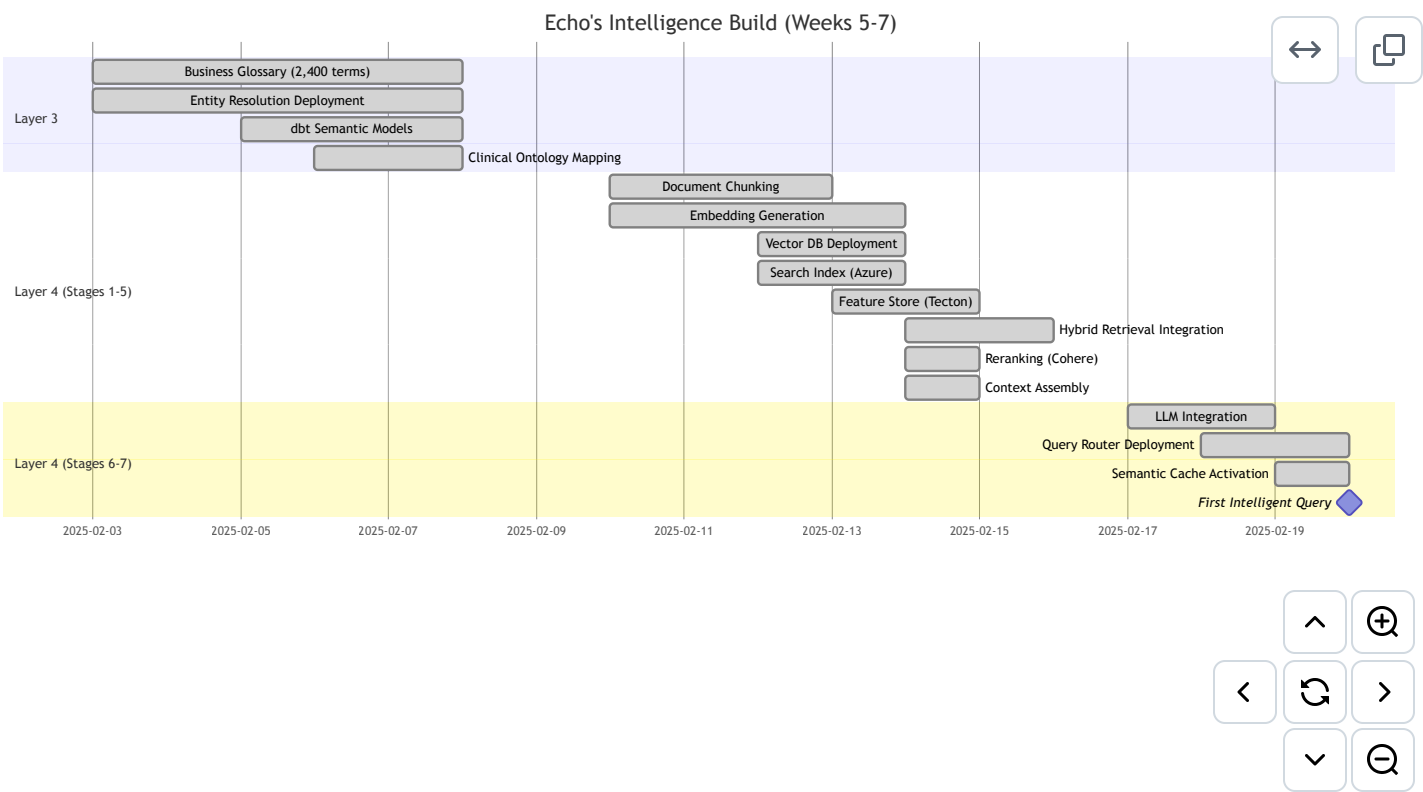 Echo's Intelligence Build (Weeks 5-7)
Layer 3
Business Glossary (2,400 terms)
Entity Resolution Deployment
dbt Semantic Models
Clinical Ontology Mapping
Layer 4 (Stages 1-5)
Document Chunking
Embedding Generation
Vector DB Deployment
Search Index (Azure)
Feature Store (Tecton)
Hybrid Retrieval Integration
Reranking (Cohere)
Context Assembly
Layer 4 (Stages 6-7)
LLM Integration
Query Router Deployment
Semantic Cache Activation
First Intelligent Query
2025-02-03
2025-02-05
2025-02-07
2025-02-09
2025-02-11
2025-02-13
2025-02-15
2025-02-17
2025-02-19